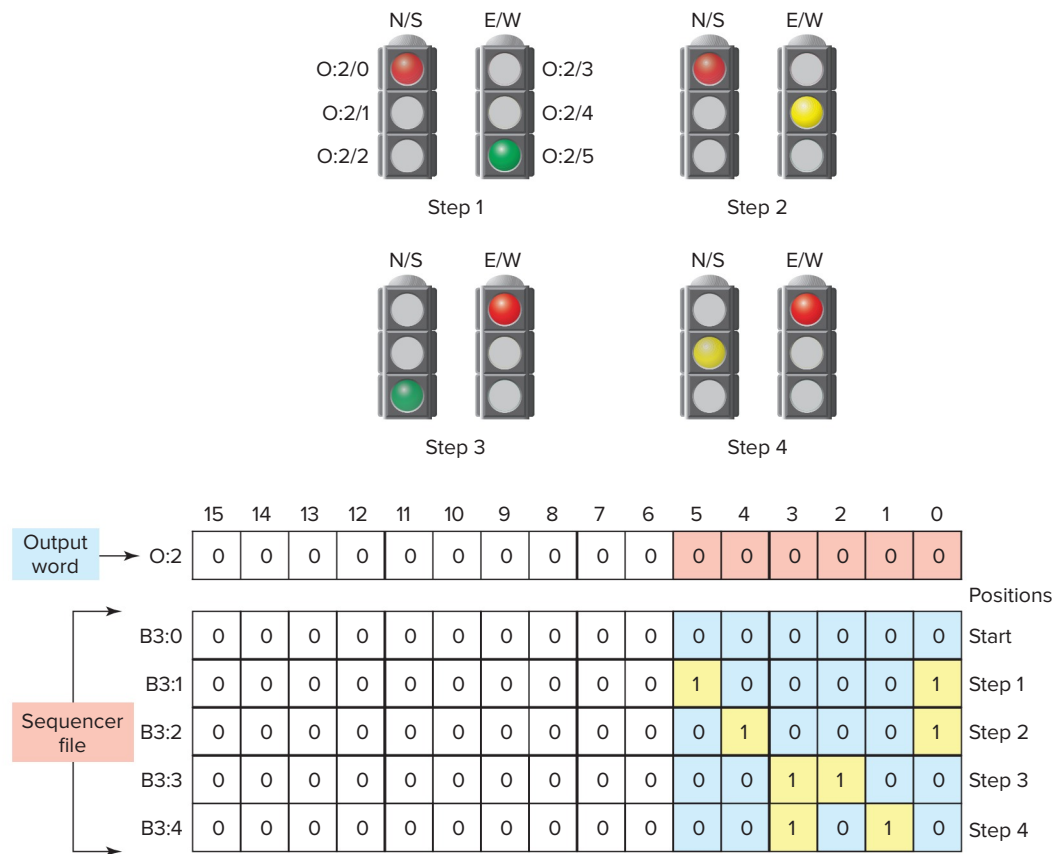 N/S E/W N/S E/W
O:2/0 O:2/3
O:2/1 O:2/4
O:2/2 O:2/5
Step 1 Step 2
N/S E/W N/S E/W
Step 3 Step 4
15 14 13 12 11 10 9 8 7 6 5 4 3 2 1 0
Output word O:2 0 0 0 0 0 0 0 0 0 0 0 0 0 0 0 0
Positions
B3:0 0 0 0 0 0 0 0 0 0 0 0 0 0 0 0 0 Start
B3:1 0 0 0 0 0 0 0 0 0 0 1 0 0 0 0 1 Step 1
Sequencer file B3:2 0 0 0 0 0 0 0 0 0 0 0 1 0 0 0 1 Step 2
B3:3 0 0 0 0 0 0 0 0 0 0 0 0 1 1 0 0 Step 3
B3:4 0 0 0 0 0 0 0 0 0 0 0 0 1 0 1 0 Step 4